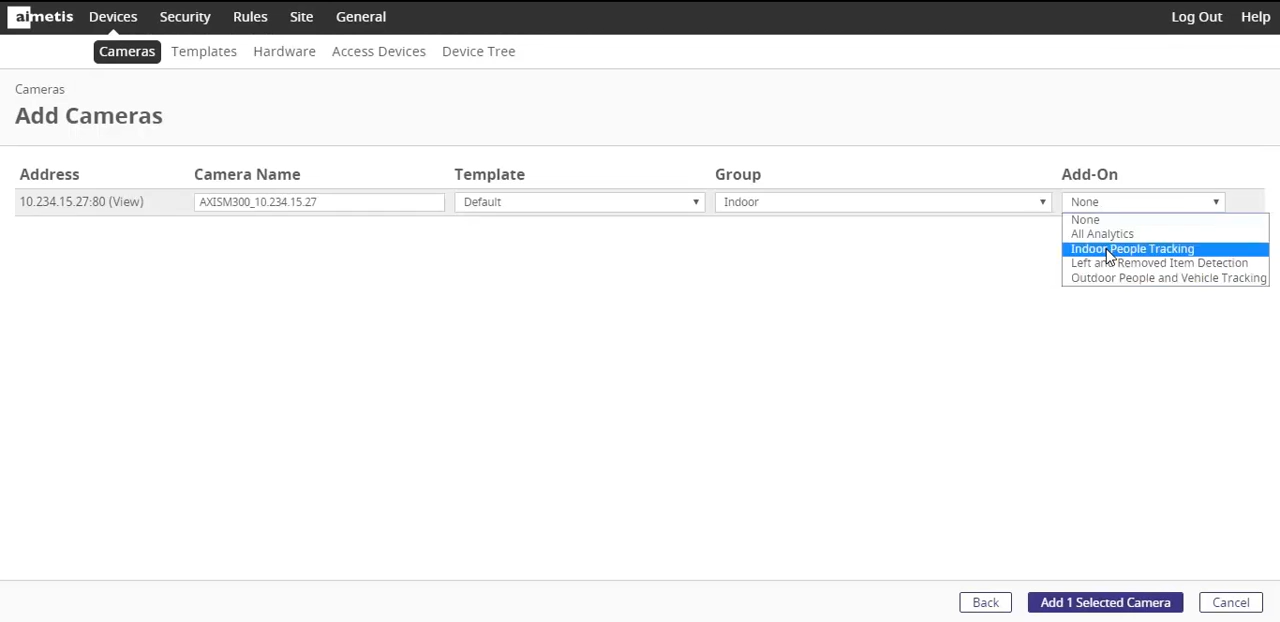 aimetis Devices Security Rules Site General Log Out Help
Cameras Templates Hardware Access Devices Device Tree
Cameras
Add Cameras
Address Camera Name Template Group Add-On
10.234.15.27:80 (View) AXISM300_10.234.15.27 Default Indoor None
None
All Analytics
Indoor People Tracking
Left and Removed Item Detection
Outdoor People and Vehicle Tracking
Back Add 1 Selected Camera Cancel